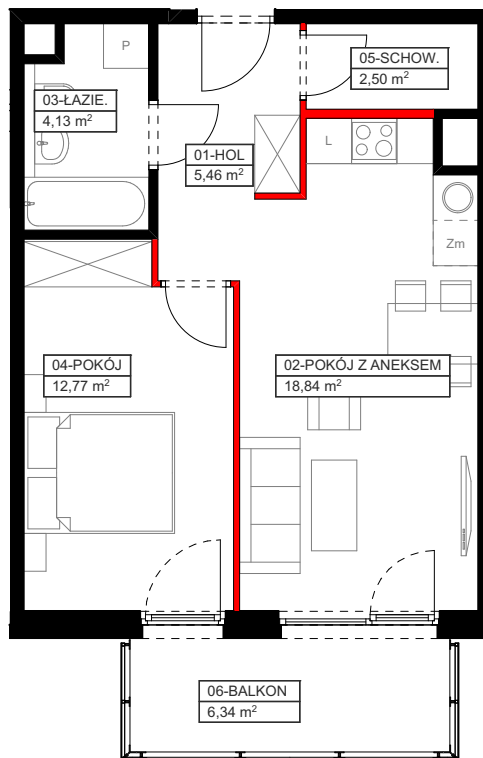 P
05-SCHOW.
2,50 m²
03-ŁAZIE.
4,13 m²
01-HOL
5,46 m²
L
Zm
04-POKÓJ
12,77 m²
02-POKÓJ Z ANEKSEM
18,84 m²
06-BALKON
6,34 m²